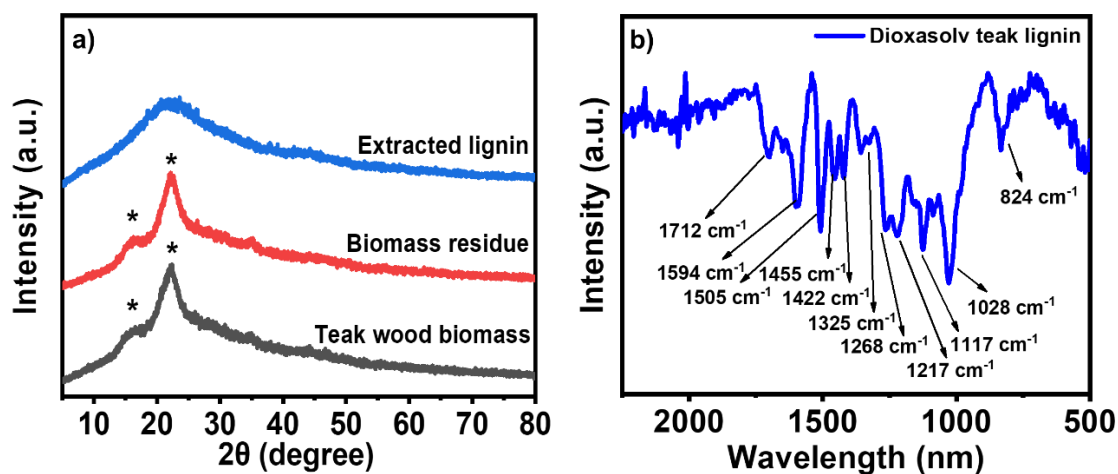 a)
Intensity (a.u.)
Extracted lignin
*
*
Biomass residue
*
*
Teak wood biomass
10 20 30 40 50 60 70 80
2θ (degree)
b)
Dioxasolv teak lignin
Intensity (a.u.)
824 cm⁻¹
1712 cm⁻¹
1594 cm⁻¹
1455 cm⁻¹
1505 cm⁻¹
1422 cm⁻¹
1028 cm⁻¹
1325 cm⁻¹
1268 cm⁻¹
1117 cm⁻¹
1217 cm⁻¹
2000 1500 1000 500
Wavelength (nm)